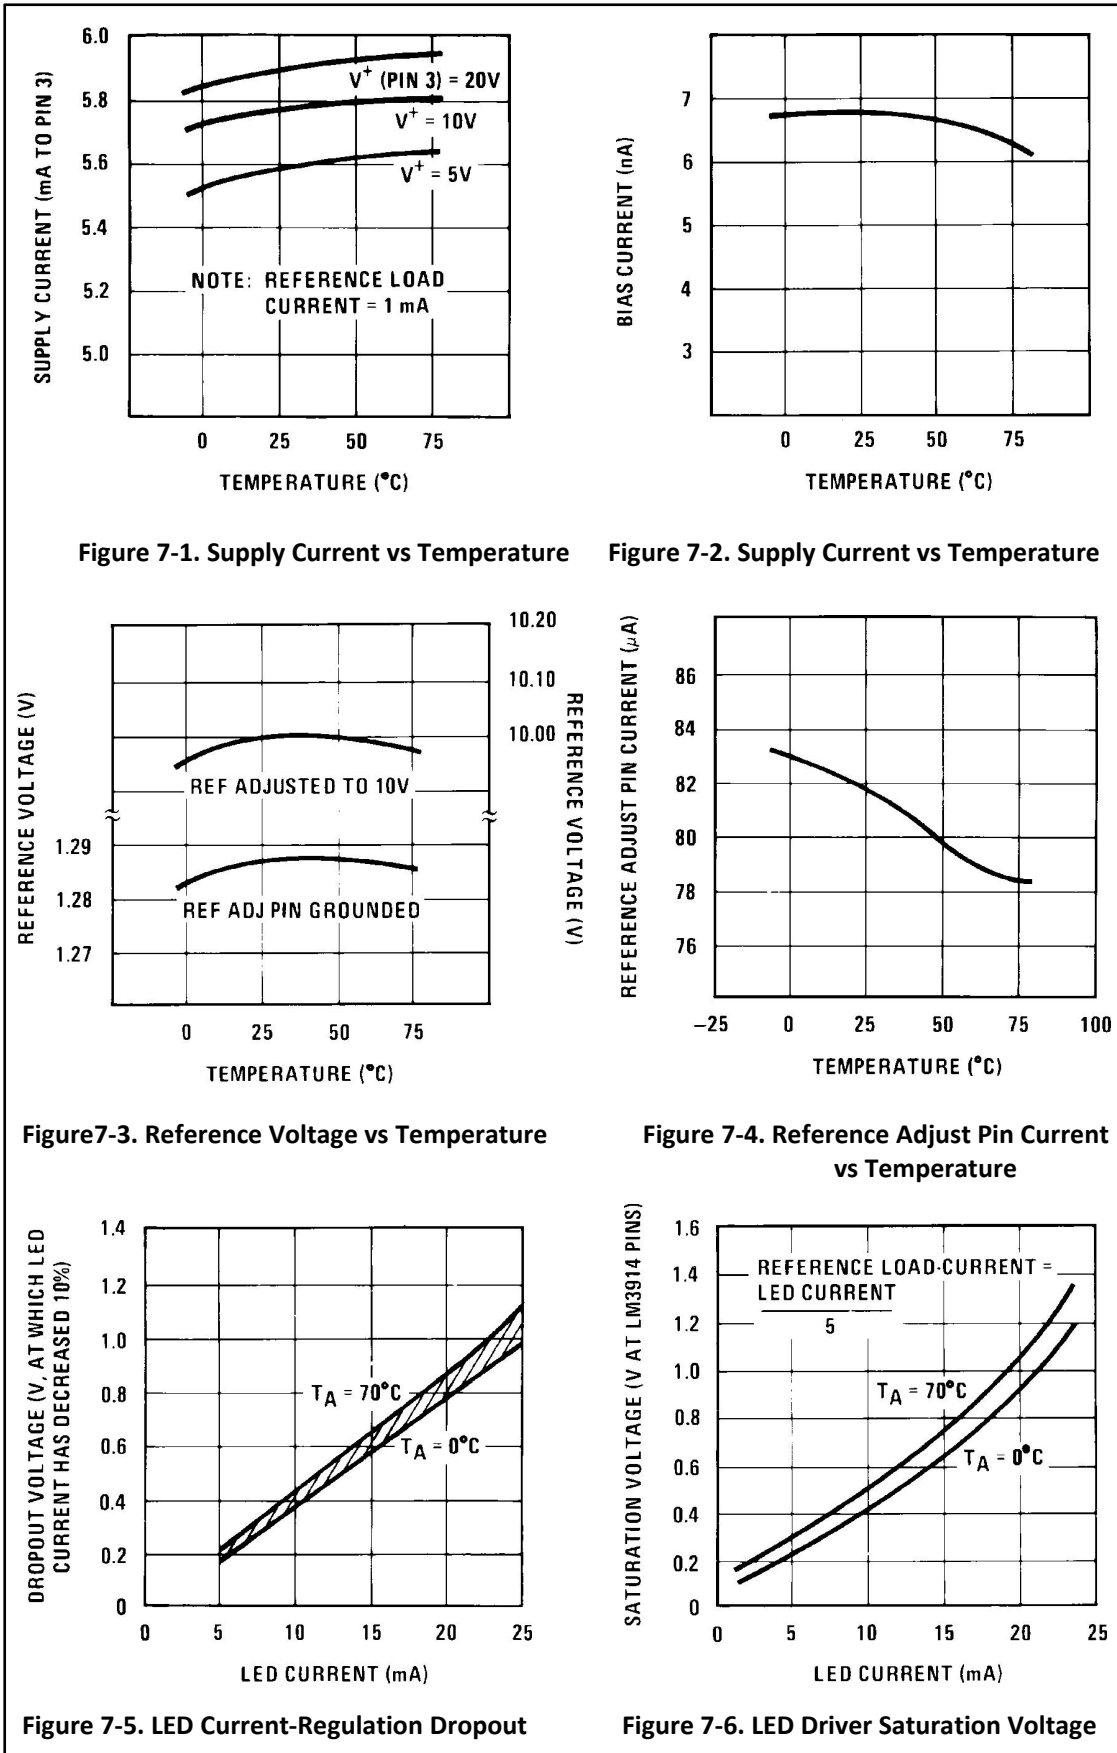 6.0
5.8
5.6
5.4
5.2
5.0
SUPPLY CURRENT (mA TO PIN 3)
V+ (PIN 3) = 20V
V+ = 10V
V+ = 5V
NOTE: REFERENCE LOAD
CURRENT = 1 mA
0 25 50 75
TEMPERATURE (°C)
Figure 7-1. Supply Current vs Temperature
7
6
5
4
3
BIAS CURRENT (nA)
0 25 50 75
TEMPERATURE (°C)
Figure 7-2. Supply Current vs Temperature
REFERENCE VOLTAGE (V)
1.29
1.28
1.27
10.20
10.10
10.00
REFERENCE VOLTAGE (V)
REF ADJUSTED TO 10V
REF ADJ PIN GROUNDED
0 25 50 75
TEMPERATURE (°C)
Figure7-3. Reference Voltage vs Temperature
REFERENCE ADJUST PIN CURRENT (μA)
86
84
82
80
78
76
−25 0 25 50 75 100
TEMPERATURE (°C)
Figure 7-4. Reference Adjust Pin Current
vs Temperature
DROPOUT VOLTAGE (V, AT WHICH LED
CURRENT HAS DECREASED 10%)
1.4
1.2
1.0
0.8
0.6
0.4
0.2
0
TA = 70°C
TA = 0°C
0 5 10 15 20 25
LED CURRENT (mA)
Figure 7-5. LED Current-Regulation Dropout
SATURATION VOLTAGE (V AT LM3914 PINS)
1.6
1.4
1.2
1.0
0.8
0.6
0.4
0.2
0
REFERENCE LOAD·CURRENT =
LED CURRENT
5
TA = 70°C
TA = 0°C
0 5 10 15 20 25
LED CURRENT (mA)
Figure 7-6. LED Driver Saturation Voltage